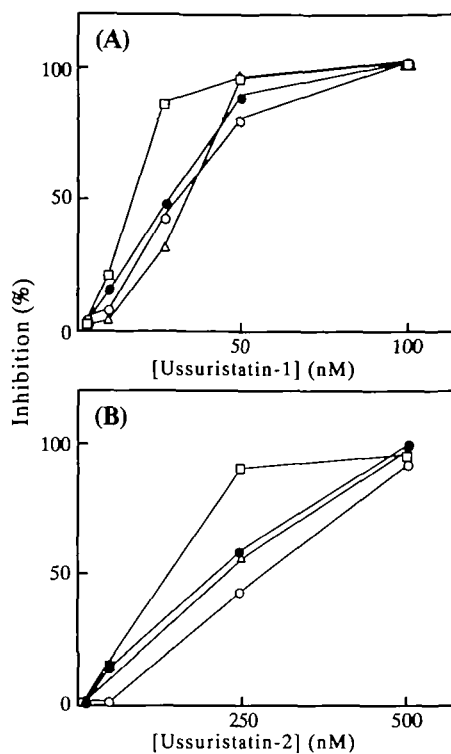 (A)
100
50
0
50
100
[Ussuristatin-1] (nM)
Inhibition (%)
(B)
100
50
0
250
500
[Ussuristatin-2] (nM)